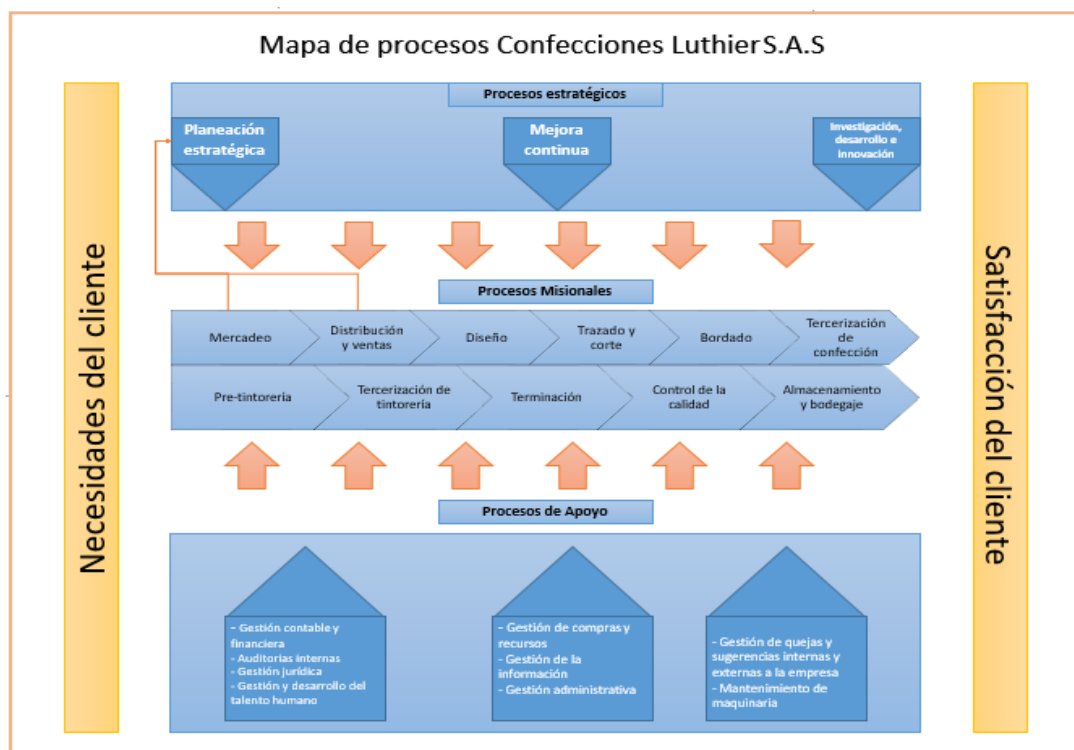 Mapa de procesos Confecciones Luthier S.A.S
Necesidades del cliente
Procesos estratégicos
Planeación
estratégica
Mejora
continua
Investigación,
desarrollo e
innovación
Procesos Misionales
Mercadeo
Distribución
y ventas
Diseño
Trazado y
corte
Bordado
Tercerización
de
confección
Pre-tintorería
Tercerización de
tintorería
Terminación
Control de la
calidad
Almacenamiento
y bodegaje
Procesos de Apoyo
- Gestión contable y
financiera
- Auditorias internas
- Gestión jurídica
- Gestión y desarrollo del
talento humano
- Gestión de compras y
recursos
- Gestión de la
información
- Gestión administrativa
- Gestión de quejas y
sugerencias internas y
externas a la empresa
- Mantenimiento de
maquinaria
Satisfacción del cliente